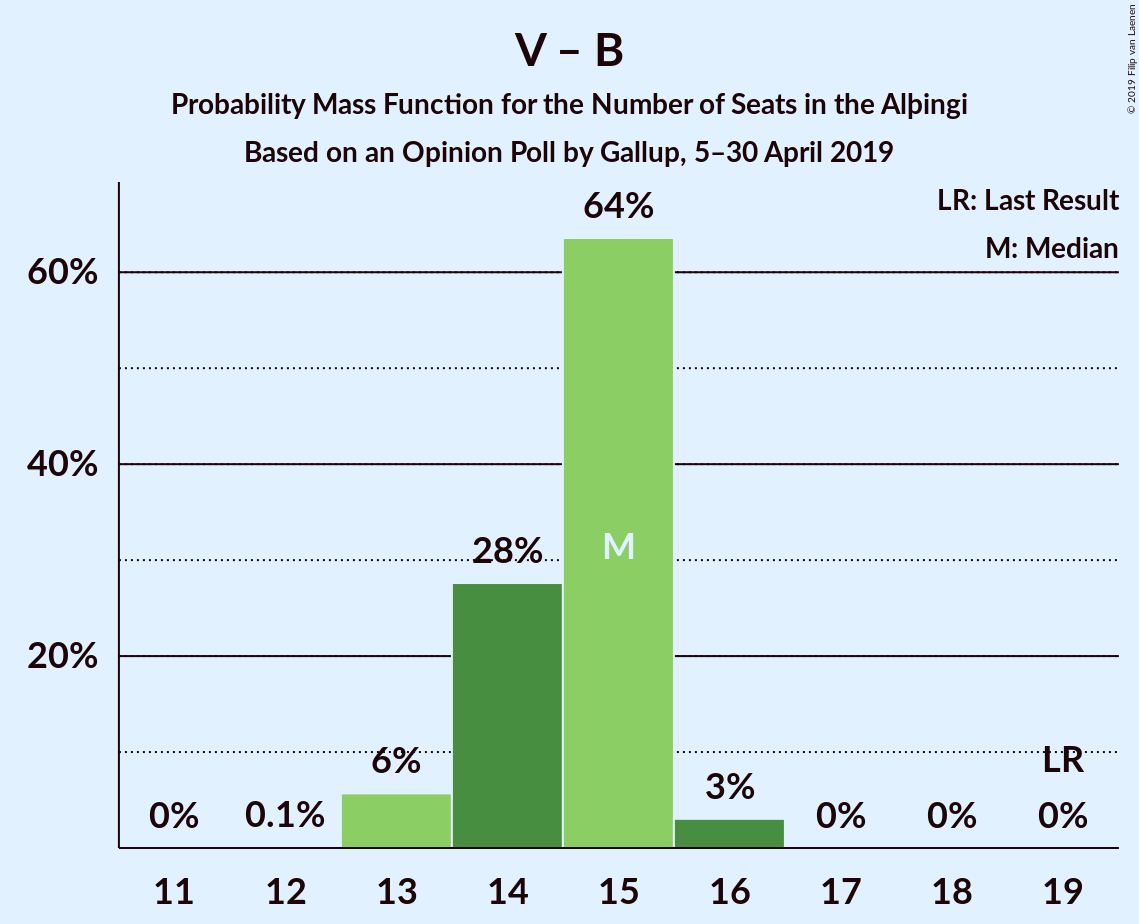 V – B
Probability Mass Function for the Number of Seats in the Alþingi
Based on an Opinion Poll by Gallup, 5–30 April 2019
© 2019 Filip van Laenen
LR: Last Result
M: Median
64%
60%
40%
28%
M
20%
6%
LR
3%
0%
0.1%
0%
0%
0%
11 12 13 14 15 16 17 18 19